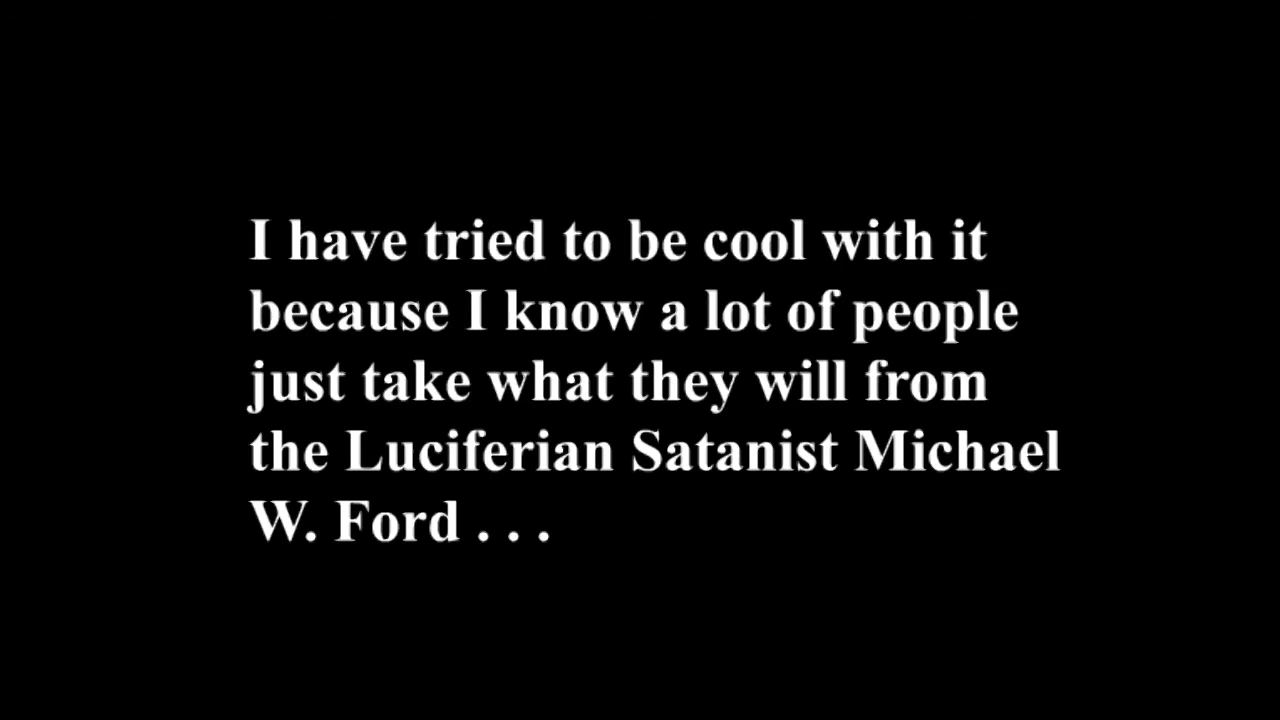 I have tried to be cool with it
because I know a lot of people
just take what they will from
the Luciferian Satanist Michael
W. Ford . . .